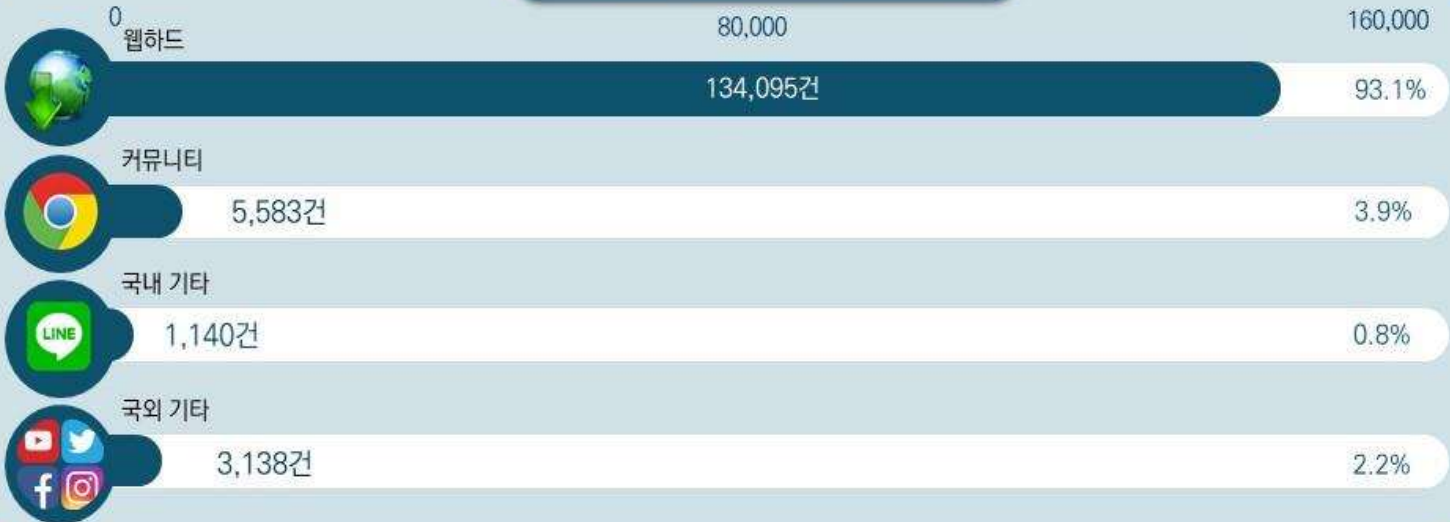 0 80,000 160,000
웹하드
134,095건 93.1%
커뮤니티
5,583건 3.9%
국내 기타
LINE
1,140건 0.8%
국외 기타
3,138건 2.2%